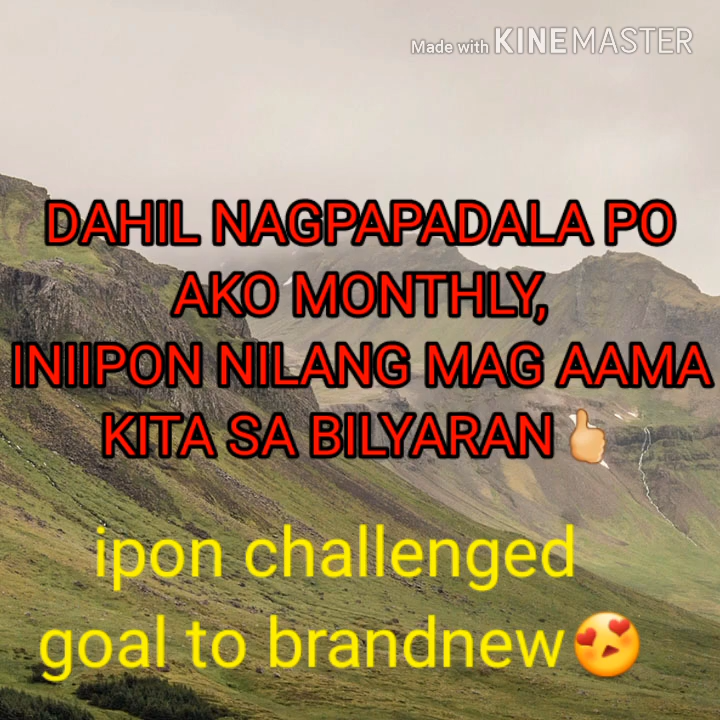 Made with KINEMASTER
DAHIL NAGPAPADALA PO
AKO MONTHLY,
INIIPON NILANG MAG AAMA
KITA SA BILYARAN👍
ipon challenged
goal to brandnew😍